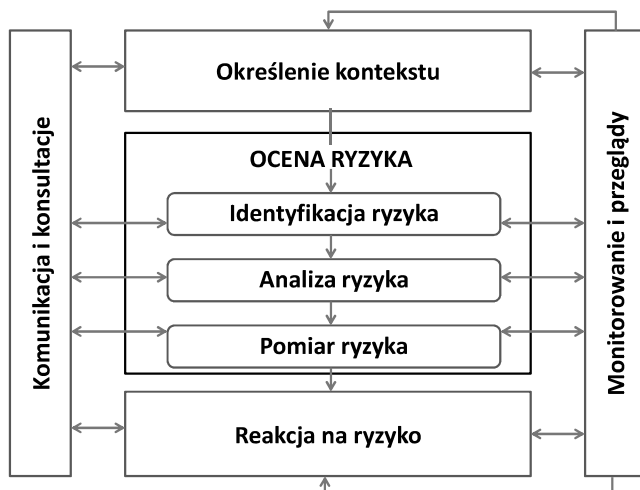 Określenie kontekstu
OCENA RYZYKA
Identyfikacja ryzyka
Analiza ryzyka
Pomiar ryzyka
Reakcja na ryzyko
Komunikacja i konsultacje
Monitorowanie i przeglądy